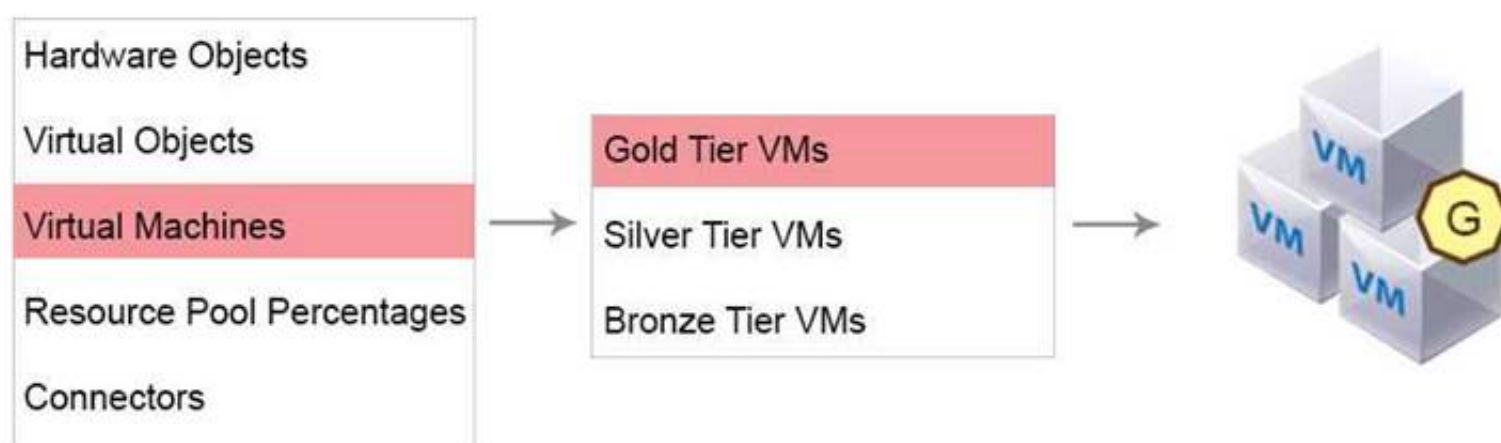 Hardware Objects
Virtual Objects
Virtual Machines
Resource Pool Percentages
Connectors
Gold Tier VMs
Silver Tier VMs
Bronze Tier VMs
VM
VM
VM
G